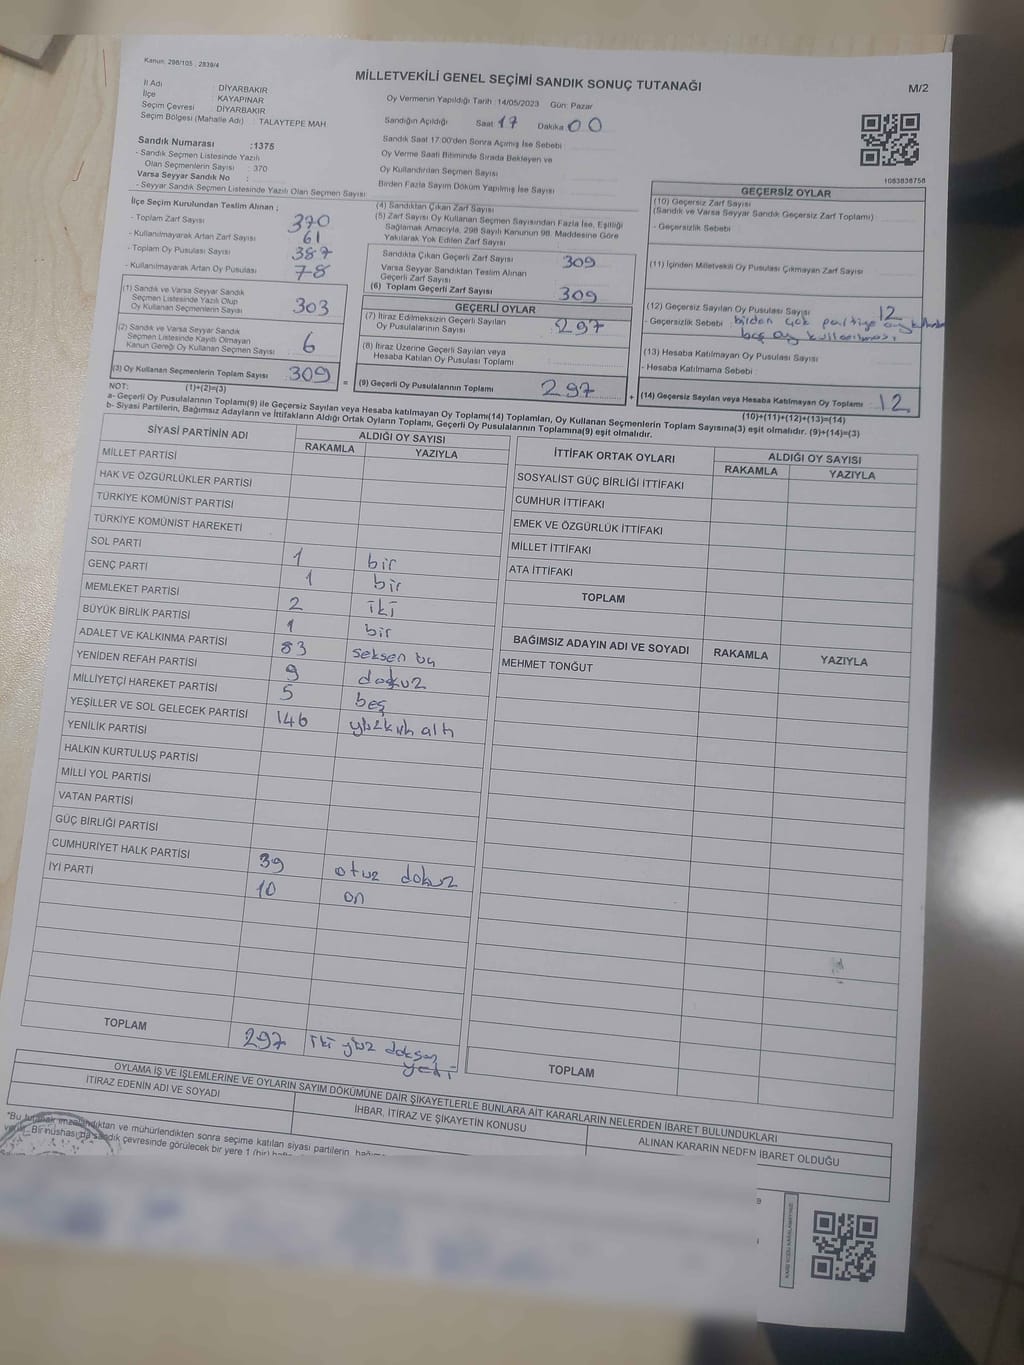 Kanun: 298/105 ; 2839/4
MİLLETVEKİLİ GENEL SEÇİMİ SANDIK SONUÇ TUTANAĞI
M/2
İl Adı : DİYARBAKIR
İlçe : KAYAPINAR
Seçim Çevresi : DİYARBAKIR
Seçim Bölgesi (Mahalle Adı) : TALAYTEPE MAH
Oy Vermenin Yapıldığı Tarih :14/05/2023 Gün: Pazar
Sandığın Açıldığı Saat 17 Dakika 00
Sandık Saat 17:00'den Sonra Açımış İse Sebebi
Oy Verme Saati Bitiminde Sırada Bekleyen ve
Oy Kullandırılan Seçmen Sayısı
Birden Fazla Sayım Döküm Yapılmış İse Sayısı
1083838758
Sandık Numarası :1375
- Sandık Seçmen Listesinde Yazılı
Olan Seçmenlerin Sayısı : 370
Varsa Seyyar Sandık No :
- Seyyar Sandık Seçmen Listesinde Yazılı Olan Seçmen Sayısı
İlçe Seçim Kurulundan Teslim Alınan ;
- Toplam Zarf Sayısı 370
- Kullanılmayarak Artan Zarf Sayısı 61
- Toplam Oy Pusulası Sayısı 387
- Kullanılmayarak Artan Oy Pusulası 78
(1) Sandık ve Varsa Seyyar Sandık
Seçmen Listesinde Yazılı Olup
Oy Kullanan Seçmenlerin Sayısı 303
(2) Sandık ve Varsa Seyyar Sandık
Seçmen Listesinde Kayıtlı Olmayan
Kanun Gereği Oy Kullanan Seçmen Sayısı 6
(3) Oy Kullanan Seçmenlerin Toplam Sayısı 309 =
(4) Sandıktan Çıkan Zarf Sayısı
(5) Zarf Sayısı Oy Kullanan Seçmen Sayısından Fazla İse, Eşitliği
Sağlamak Amacıyla, 298 Sayılı Kanunun 98. Maddesine Göre
Yakılarak Yok Edilen Zarf Sayısı
Sandıkta Çıkan Geçerli Zarf Sayısı 309
Varsa Seyyar Sandıktan Teslim Alınan
Geçerli Zarf Sayısı
(6) Toplam Geçerli Zarf Sayısı 309
GEÇERLİ OYLAR
(7) İtiraz Edilmeksizin Geçerli Sayılan
Oy Pusulalarının Sayısı 297
(8) İtiraz Üzerine Geçerli Sayılan veya
Hesaba Katılan Oy Pusulası Toplamı
(9) Geçerli Oy Pusulalarının Toplamı 297 +
GEÇERSİZ OYLAR
(10) Geçersiz Zarf Sayısı
(Sandık ve Varsa Seyyar Sandık Geçersiz Zarf Toplamı)
- Geçersizlik Sebebi
(11) İçinden Milletvekili Oy Pusulası Çıkmayan Zarf Sayısı
(12) Geçersiz Sayılan Oy Pusulası Sayısı 12
- Geçersizlik Sebebi birden çok partiye oy
boş oy kullanılması
(13) Hesaba Katılmayan Oy Pusulası Sayısı
- Hesaba Katılmama Sebebi
(14) Geçersiz Sayılan veya Hesaba Katılmayan Oy Toplamı 12
NOT: (1)+(2)=(3)
(10)+(11)+(12)+(13)=(14)
a- Geçerli Oy Pusulalarının Toplamı(9) ile Geçersiz Sayılan veya Hesaba katılmayan Oy Toplamı(14) Toplamları, Oy Kullanan Seçmenlerin Toplam Sayısına(3) eşit olmalıdır. (9)+(14)=(3)
b- Siyasi Partilerin, Bağımsız Adayların ve İttifakların Aldığı Ortak Oyların Toplamı, Geçerli Oy Pusulalarının Toplamına(9) eşit olmalıdır.
SİYASİ PARTİNİN ADI
ALDIĞI OY SAYISI
RAKAMLA YAZIYLA
MİLLET PARTİSİ
HAK VE ÖZGÜRLÜKLER PARTİSİ
TÜRKİYE KOMÜNİST PARTİSİ
TÜRKİYE KOMÜNİST HAREKETİ
SOL PARTİ 1 bir
GENÇ PARTİ 1 bir
MEMLEKET PARTİSİ 2 iki
BÜYÜK BİRLİK PARTİSİ 1 bir
ADALET VE KALKINMA PARTİSİ 83 seksen üç
YENİDEN REFAH PARTİSİ 9 dokuz
MİLLİYETÇİ HAREKET PARTİSİ 5 beş
YEŞİLLER VE SOL GELECEK PARTİSİ 146 yüzkırk altı
YENİLİK PARTİSİ
HALKIN KURTULUŞ PARTİSİ
MİLLİ YOL PARTİSİ
VATAN PARTİSİ
GÜÇ BİRLİĞİ PARTİSİ
CUMHURİYET HALK PARTİSİ 39 otuz dokuz
İYİ PARTİ 10 on
TOPLAM 297 iki yüz doksan
yedi
İTTİFAK ORTAK OYLARI
ALDIĞI OY SAYISI
RAKAMLA YAZIYLA
SOSYALİST GÜÇ BİRLİĞİ İTTİFAKI
CUMHUR İTTİFAKI
EMEK VE ÖZGÜRLÜK İTTİFAKI
MİLLET İTTİFAKI
ATA İTTİFAKI
TOPLAM
BAĞIMSIZ ADAYIN ADI VE SOYADI RAKAMLA YAZIYLA
MEHMET TONĞUT
TOPLAM
OYLAMA İŞ VE İŞLEMLERİNE VE OYLARIN SAYIM DÖKÜMÜNE DAİR ŞİKAYETLERLE BUNLARA AİT KARARLARIN NELERDEN İBARET BULUNDUKLARI
İTİRAZ EDENİN ADI VE SOYADI
İHBAR, İTİRAZ VE ŞİKAYETİN KONUSU
ALINAN KARARIN NEDEN İBARET OLDUĞU
"Bu tutanak imzalandıktan ve mühürlendikten sonra seçime katılan siyasi partilerin,
Bir nüshası da sandık çevresinde görülecek bir yere 1 (bir)